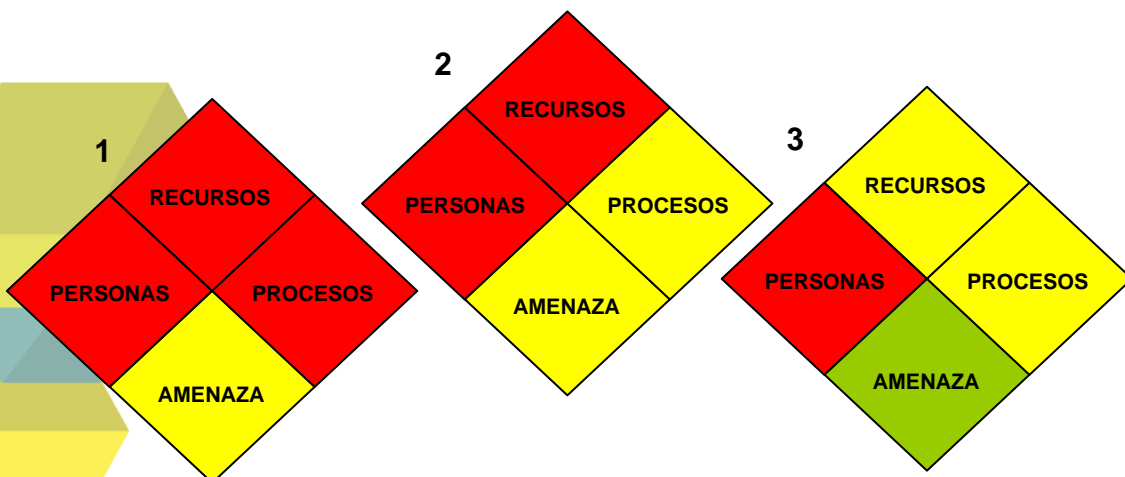 1
RECURSOS
PERSONAS
PROCESOS
AMENAZA
2
RECURSOS
PERSONAS
PROCESOS
AMENAZA
3
RECURSOS
PERSONAS
PROCESOS
AMENAZA